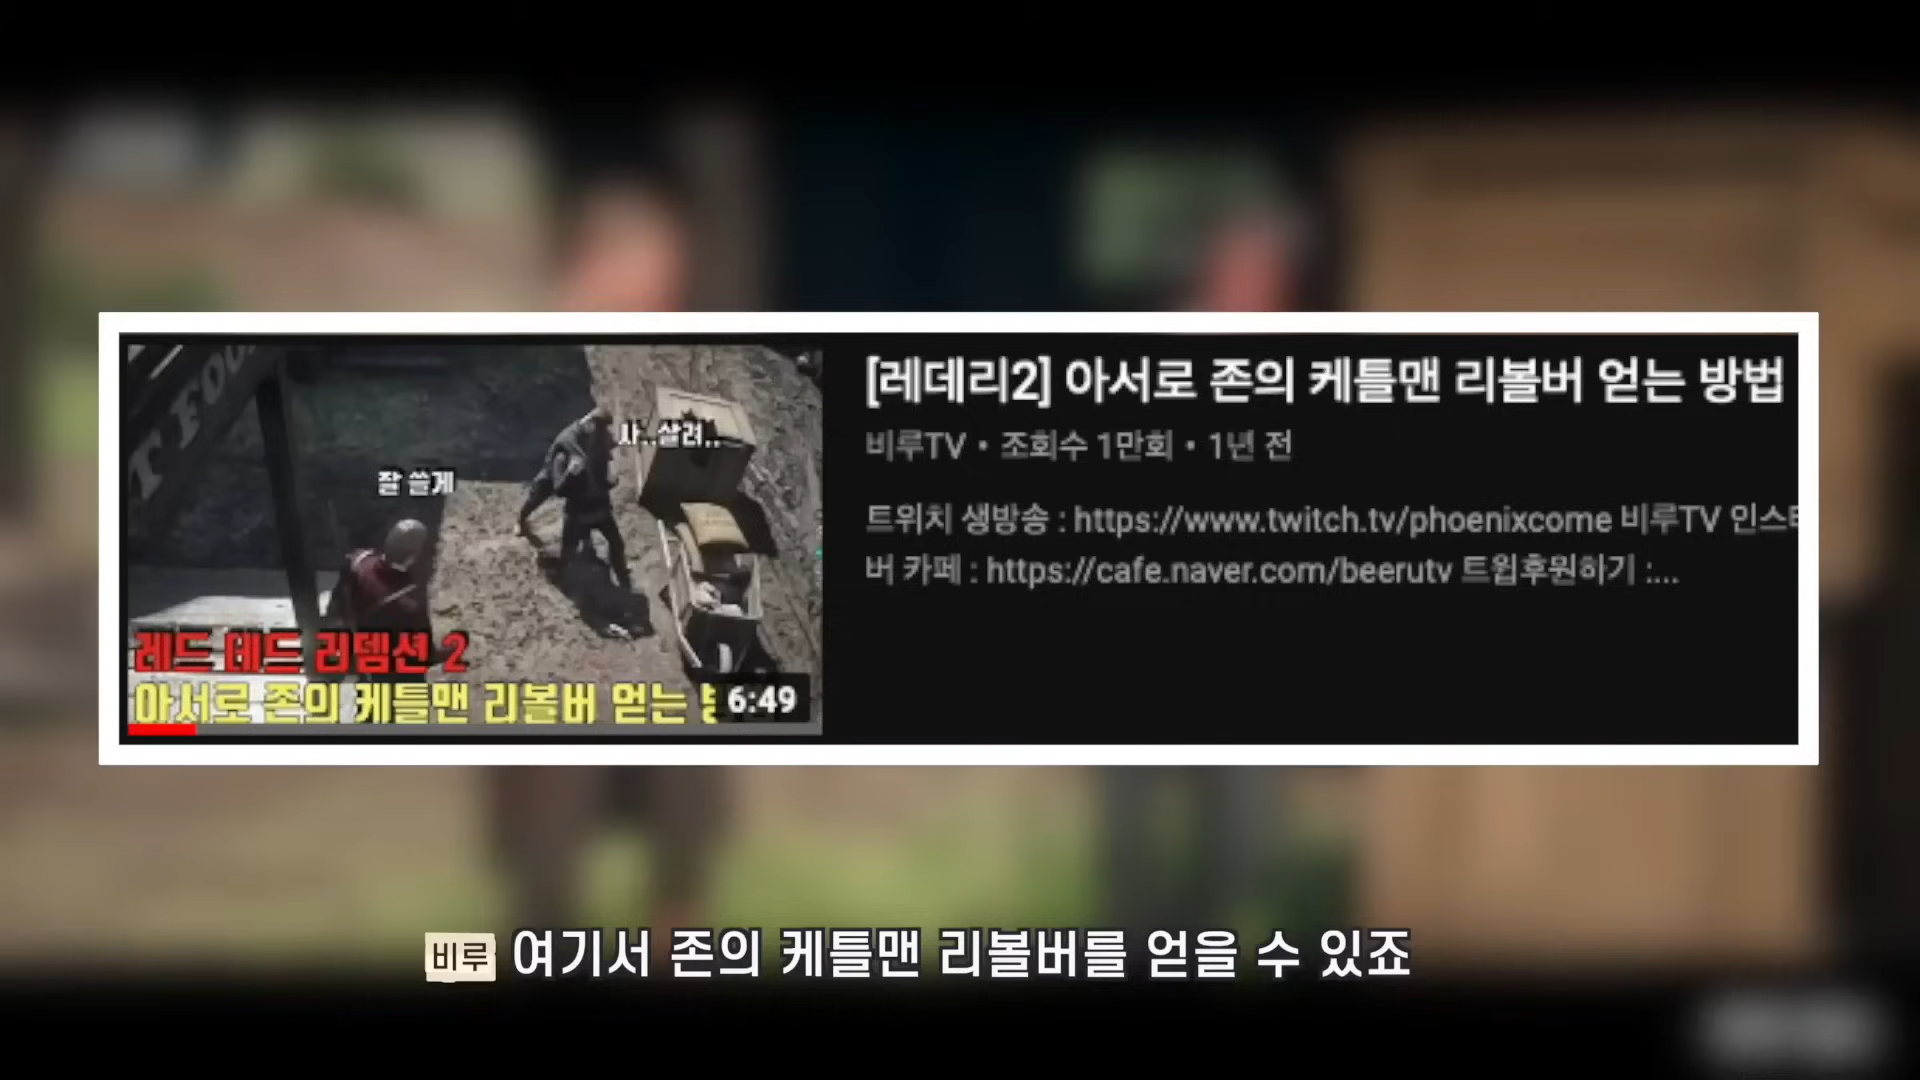 [레데리2] 아서로 존의 케틀맨 리볼버 얻는 방법
비루TV • 조회수 1만회 • 1년 전
트위치 생방송 : https://www.twitch.tv/phoenixcome 비루TV 인스
버 카페 : https://cafe.naver.com/beerutv 트윕후원하기 :...
T FOO
사..살려..
잘 쓸게
레드 데드 리뎀션 2
아서로 존의 케틀맨 리볼버 얻는
6:49
비루 여기서 존의 케틀맨 리볼버를 얻을 수 있죠